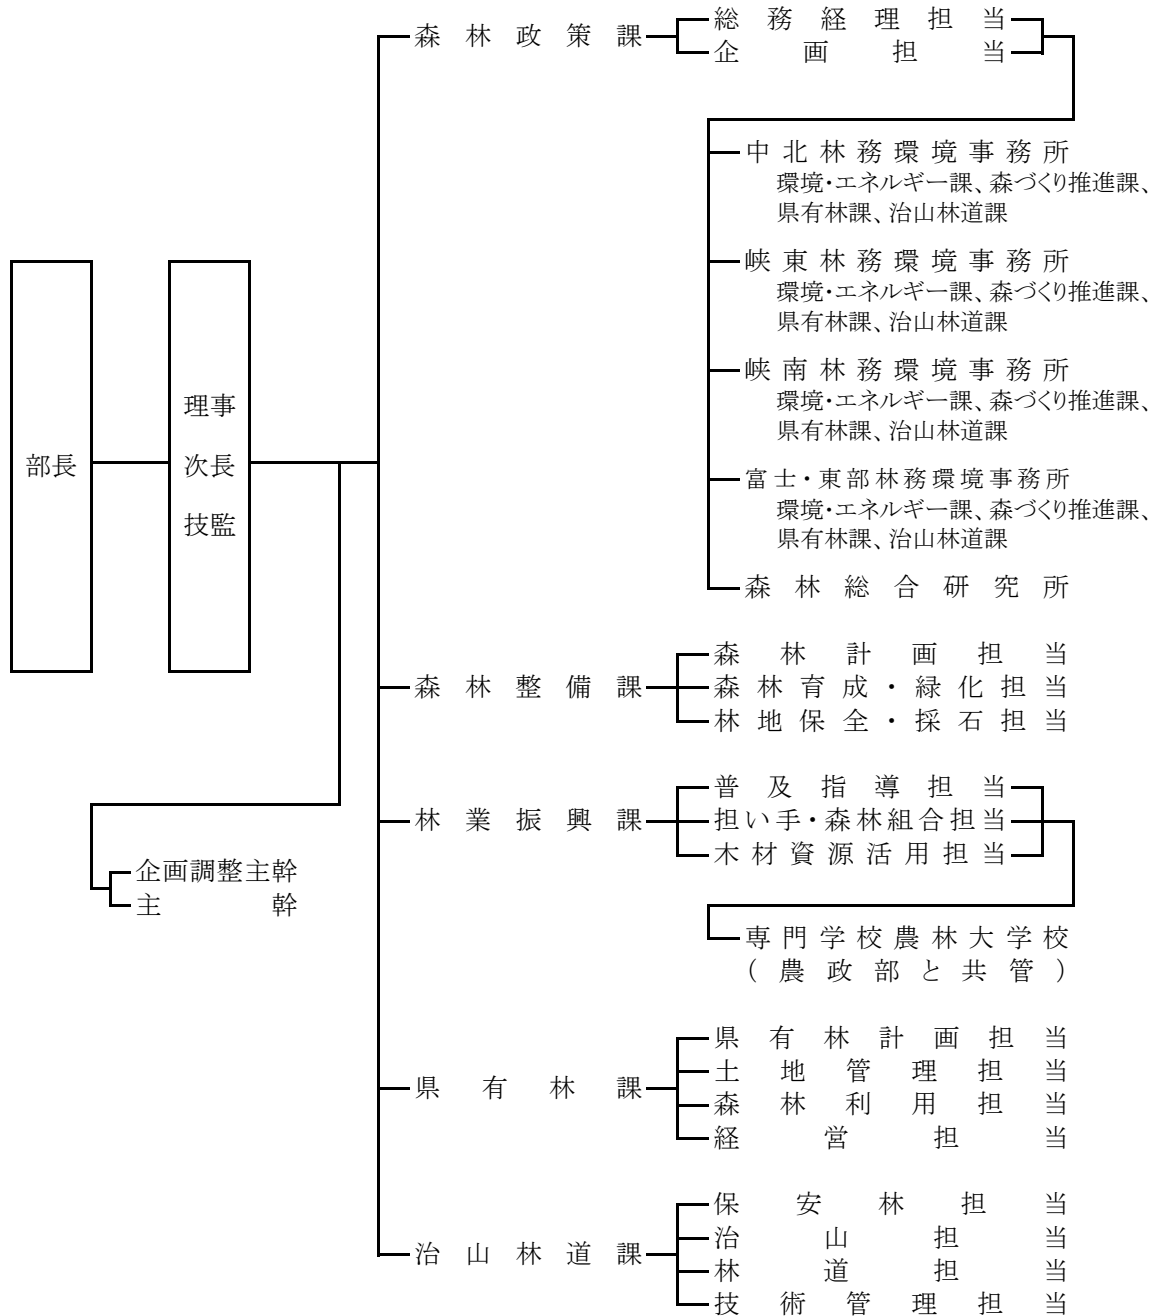 部長
理事
次長
技監
企画調整主幹
主幹
森林政策課
総務経理担当
企画担当
中北林務環境事務所
環境・エネルギー課、森づくり推進課、
県有林課、治山林道課
峡東林務環境事務所
環境・エネルギー課、森づくり推進課、
県有林課、治山林道課
峡南林務環境事務所
環境・エネルギー課、森づくり推進課、
県有林課、治山林道課
富士・東部林務環境事務所
環境・エネルギー課、森づくり推進課、
県有林課、治山林道課
森林総合研究所
森林整備課
森林計画担当
森林育成・緑化担当
林地保全・採石担当
林業振興課
普及指導担当
担い手・森林組合担当
木材資源活用担当
専門学校農林大学校
(農政部と共管)
県有林課
県有林計画担当
土地管理担当
森林利用担当
経営担当
治山林道課
保安林担当
治山担当
林道担当
技術管理担当